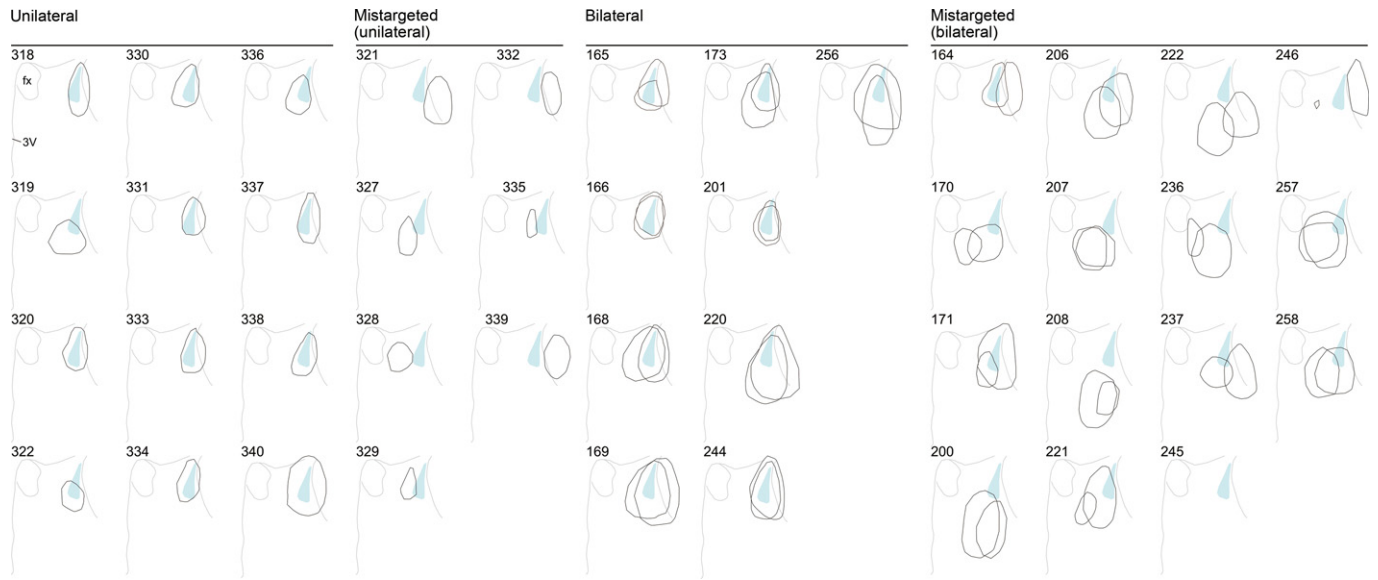 Unilateral
Mistargeted
(unilateral)
Bilateral
Mistargeted
(bilateral)
318 330 336 321 332 165 173 256 164 206 222 246
fx
3V
319 331 337 327 335 166 201 170 207 236 257
320 333 338 328 339 168 220 171 208 237 258
322 334 340 329 169 244 200 221 245